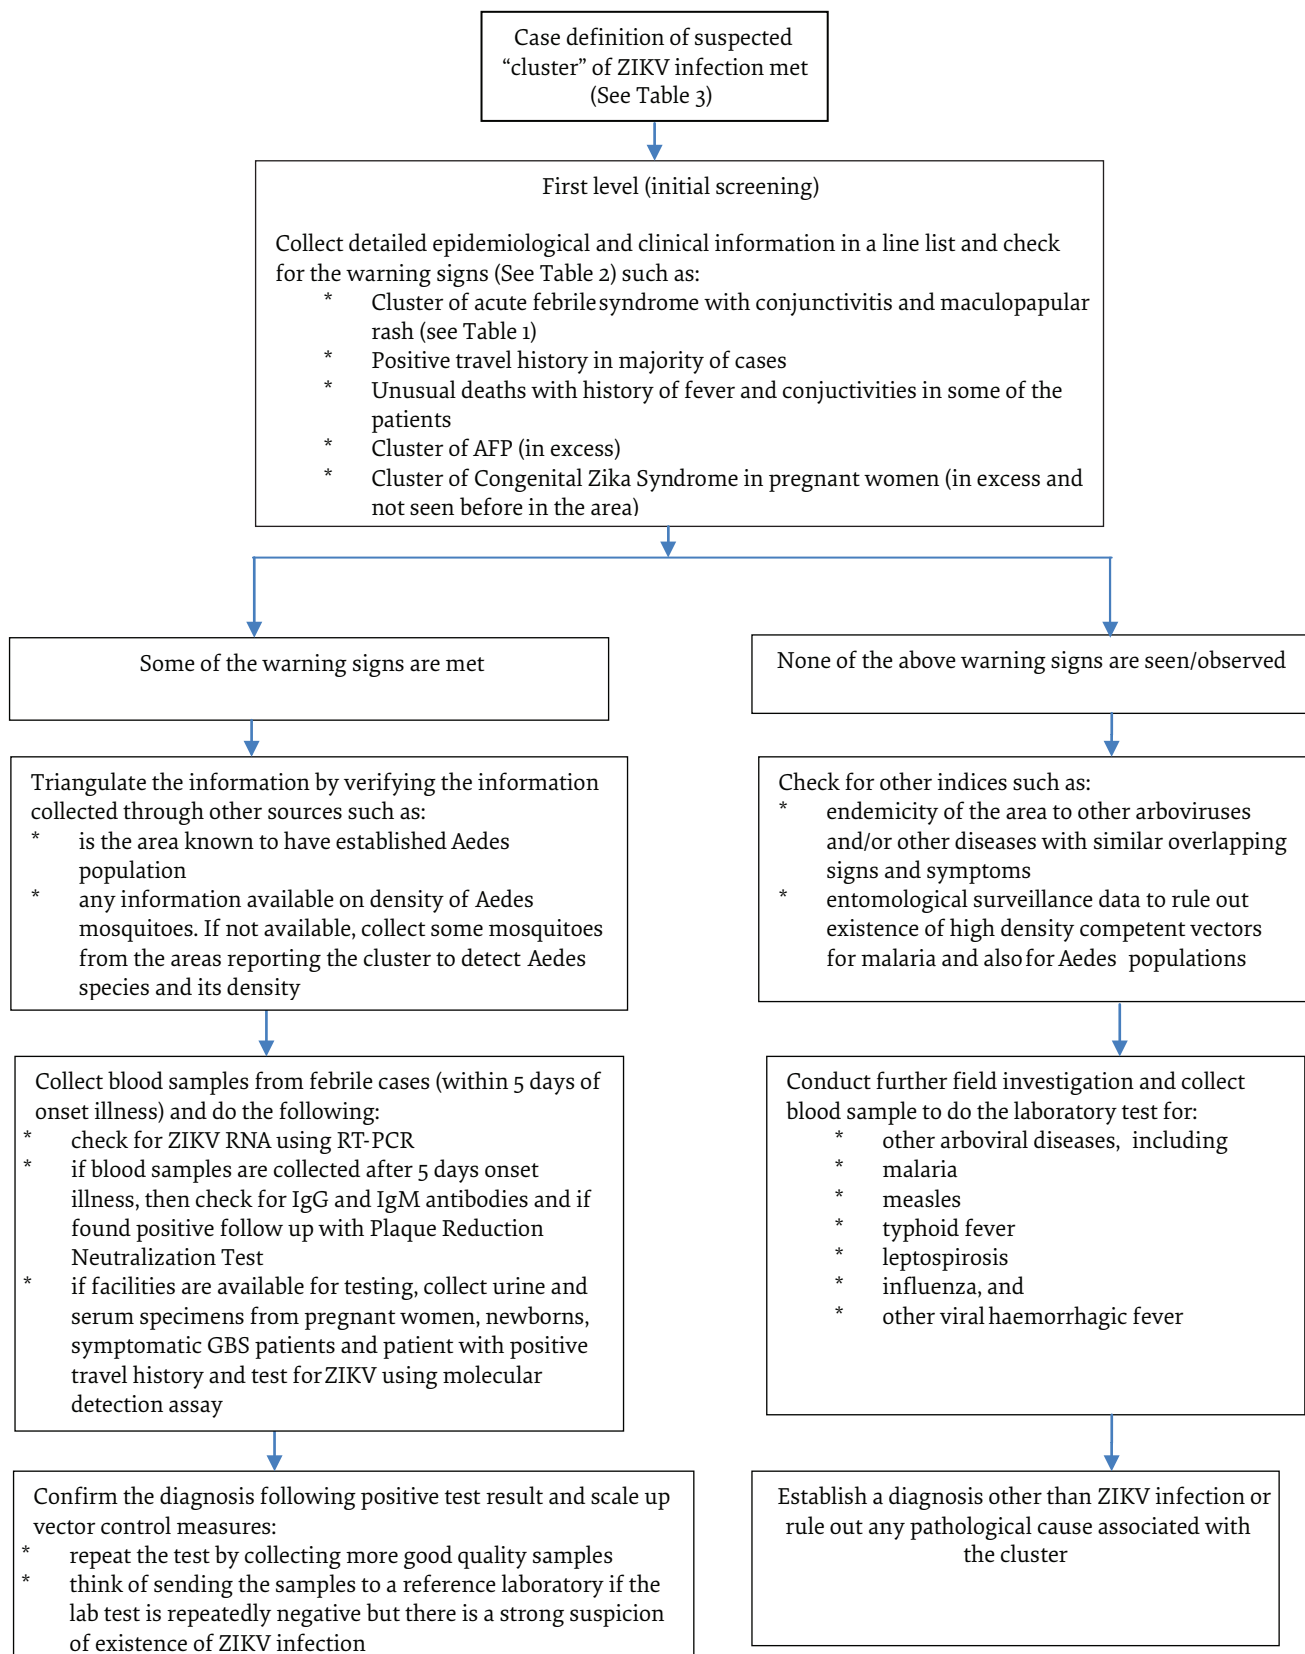 Case definition of suspected
“cluster” of ZIKV infection met
(See Table 3)
First level (initial screening)
Collect detailed epidemiological and clinical information in a line list and check
for the warning signs (See Table 2) such as:
* Cluster of acute febrile syndrome with conjunctivitis and maculopapular
rash (see Table 1)
* Positive travel history in majority of cases
* Unusual deaths with history of fever and conjuctivities in some of the
patients
* Cluster of AFP (in excess)
* Cluster of Congenital Zika Syndrome in pregnant women (in excess and
not seen before in the area)
Some of the warning signs are met
Triangulate the information by verifying the information
collected through other sources such as:
* is the area known to have established Aedes
population
* any information available on density of Aedes
mosquitoes. If not available, collect some mosquitoes
from the areas reporting the cluster to detect Aedes
species and its density
Collect blood samples from febrile cases (within 5 days of
onset illness) and do the following:
* check for ZIKV RNA using RT-PCR
* if blood samples are collected after 5 days onset
illness, then check for IgG and IgM antibodies and if
found positive follow up with Plaque Reduction
Neutralization Test
* if facilities are available for testing, collect urine and
serum specimens from pregnant women, newborns,
symptomatic GBS patients and patient with positive
travel history and test for ZIKV using molecular
detection assay
Confirm the diagnosis following positive test result and scale up
vector control measures:
* repeat the test by collecting more good quality samples
* think of sending the samples to a reference laboratory if the
lab test is repeatedly negative but there is a strong suspicion
of existence of ZIKV infection
None of the above warning signs are seen/observed
Check for other indices such as:
* endemicity of the area to other arboviruses
and/or other diseases with similar overlapping
signs and symptoms
* entomological surveillance data to rule out
existence of high density competent vectors
for malaria and also for Aedes populations
Conduct further field investigation and collect
blood sample to do the laboratory test for:
* other arboviral diseases, including
* malaria
* measles
* typhoid fever
* leptospirosis
* influenza, and
* other viral haemorrhagic fever
Establish a diagnosis other than ZIKV infection or
rule out any pathological cause associated with
the cluster